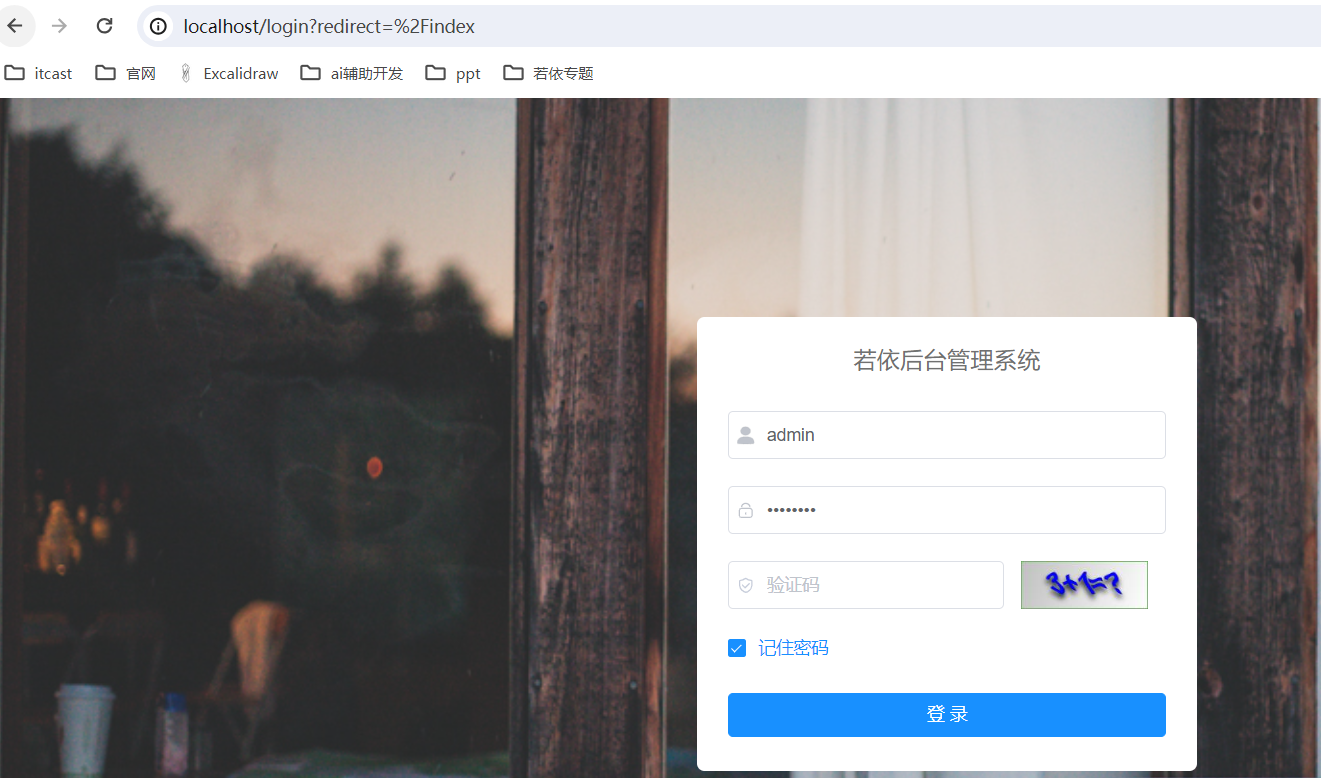 localhost/login?redirect=%2Findex
itcast 官网 Excalidraw ai辅助开发 ppt 若依专题
若依后台管理系统
admin
••••••••
验证码 3+1=?
记住密码
登 录